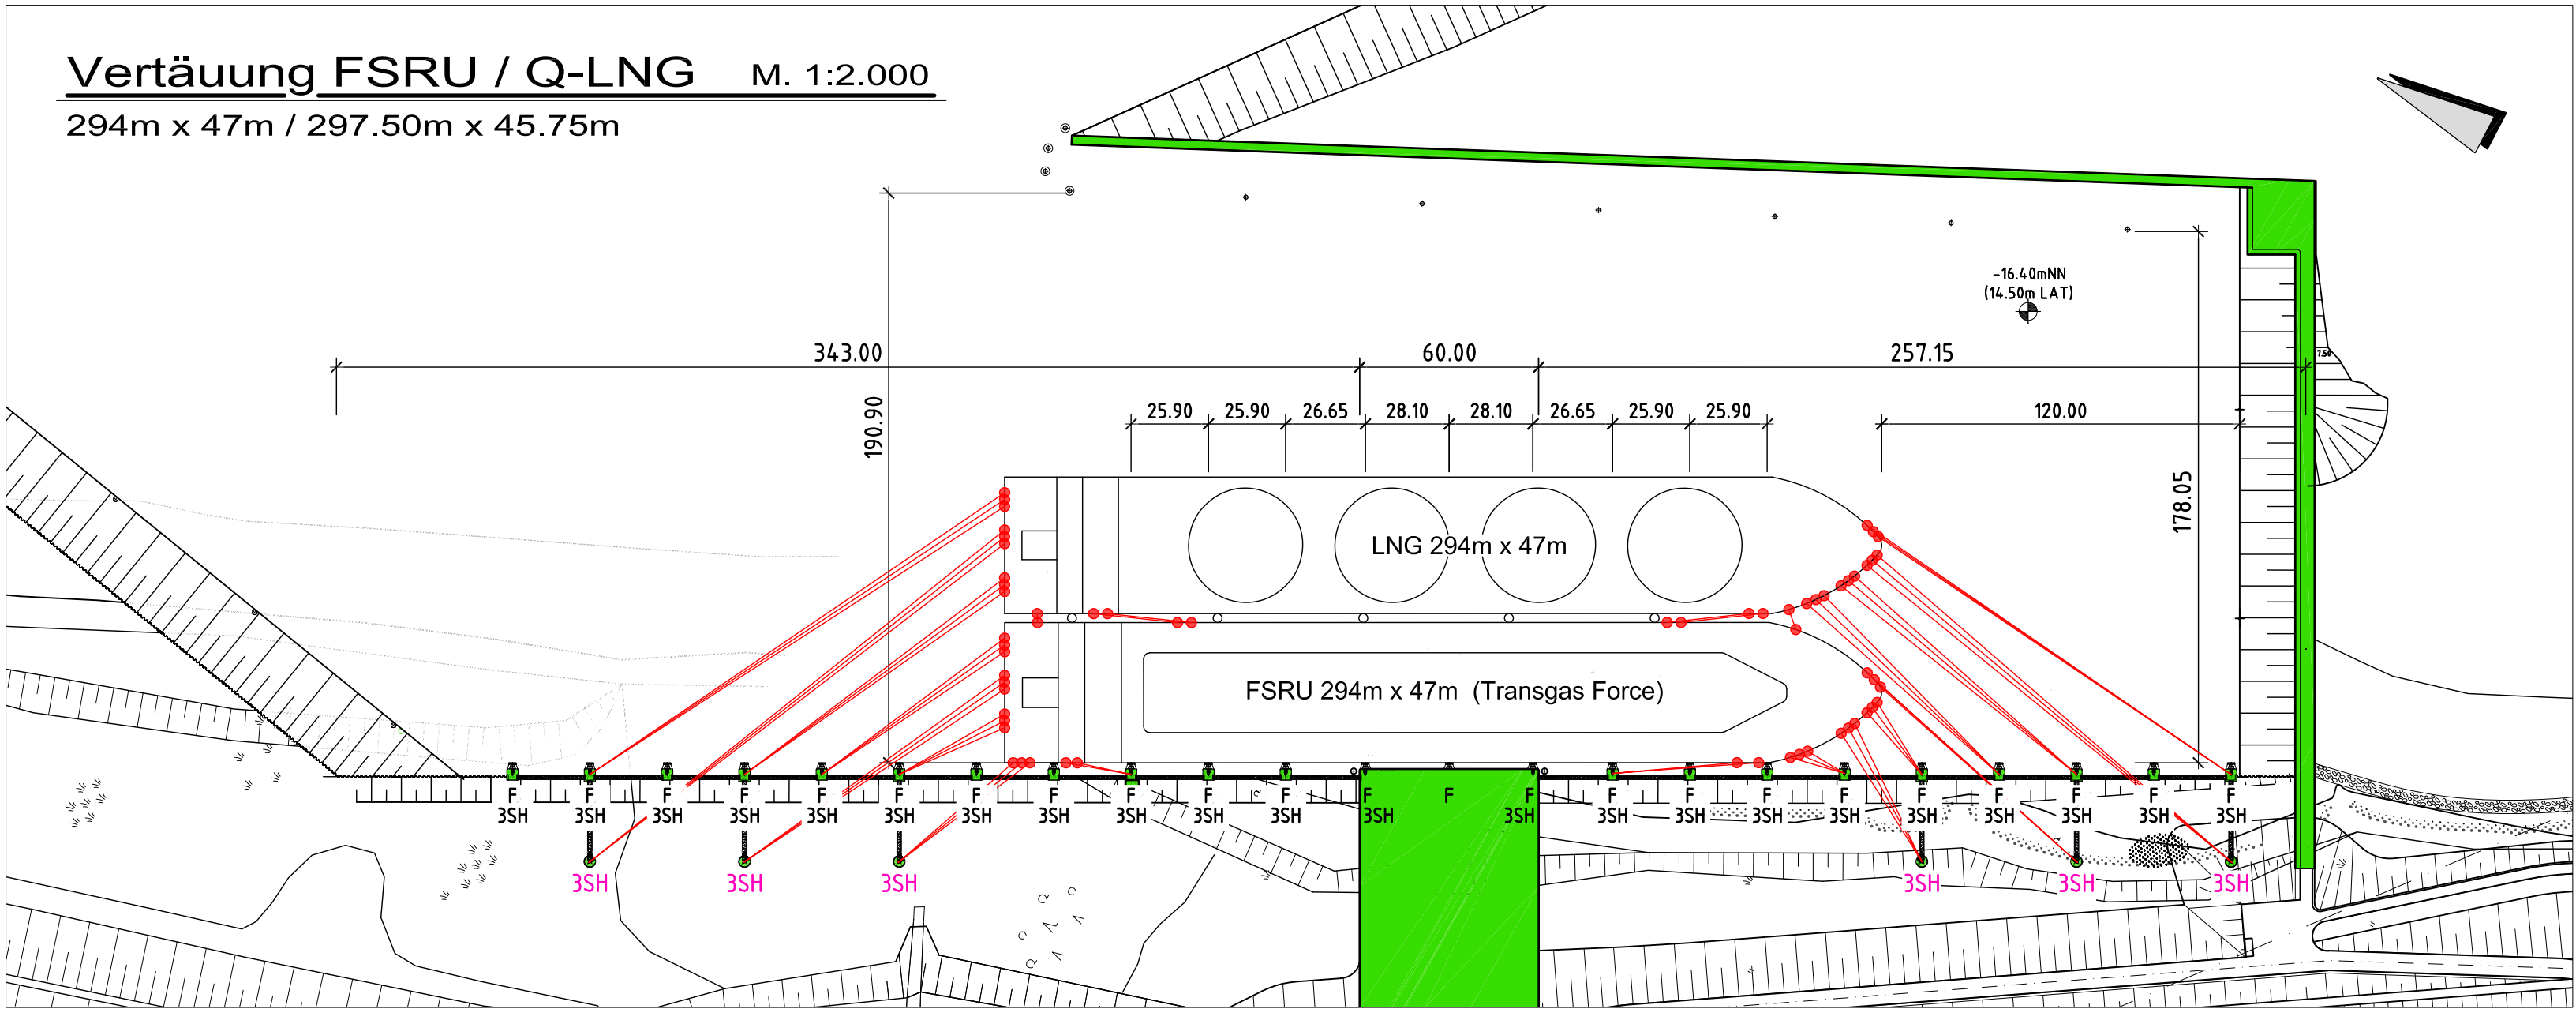 Vertäuung FSRU / Q-LNG M. 1:2.000
294m x 47m / 297.50m x 45.75m
-16.40mNN
(14.50m LAT)
343.00 60.00 257.15
-7.50
25.90 25.90 26.65 28.10 28.10 26.65 25.90 25.90 120.00
190.90
178.05
LNG 294m x 47m
FSRU 294m x 47m (Transgas Force)
F F F F F F F F F F F F F F F F F F F F F F F
3SH 3SH 3SH 3SH 3SH 3SH 3SH 3SH 3SH 3SH 3SH 3SH 3SH 3SH 3SH 3SH 3SH 3SH 3SH 3SH 3SH 3SH
3SH 3SH 3SH 3SH 3SH 3SH